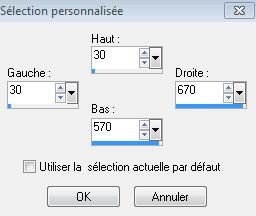 Sélection personnalisée
Haut :
30
Gauche :
30
Droite :
670
Bas :
570
Utiliser la sélection actuelle par défaut
OK
Annuler